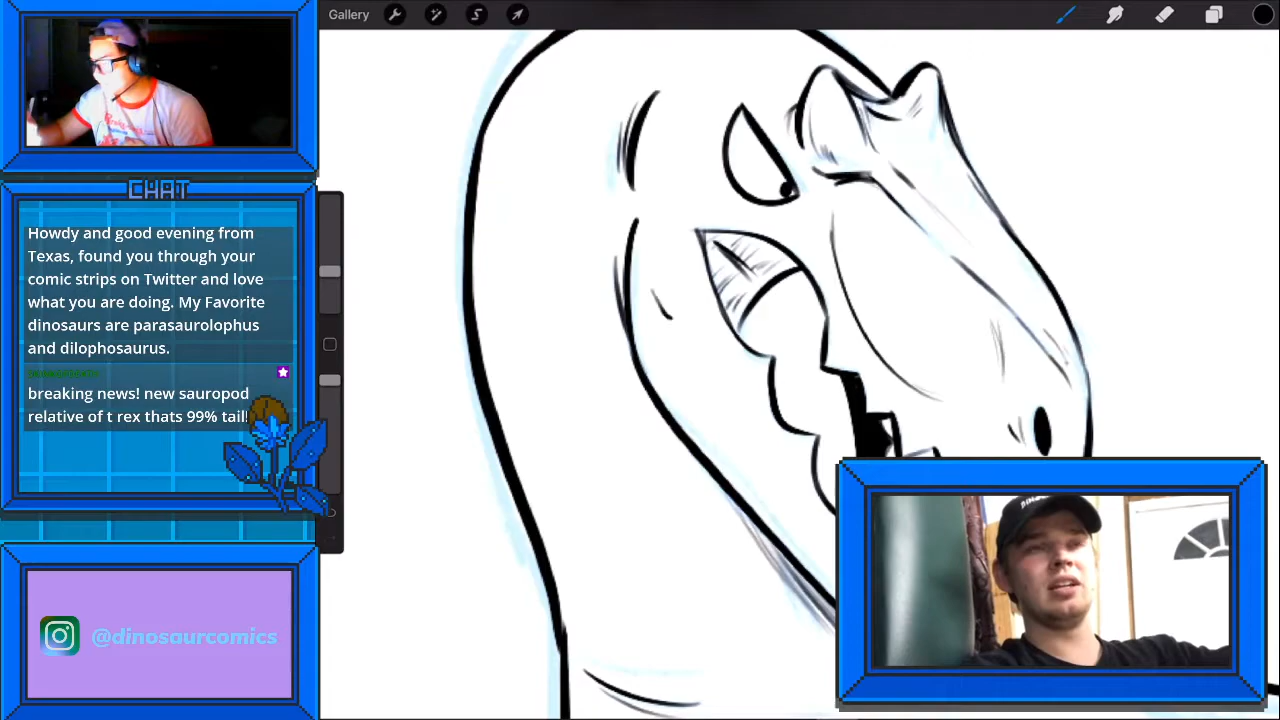 Gallery
CHAT
Howdy and good evening from
Texas, found you through your
comic strips on Twitter and love
what you are doing. My Favorite
dinosaurs are parasaurolophus
and dilophosaurus.
breaking news! new sauropod
relative of t rex thats 99% tail!
@dinosaurcomics